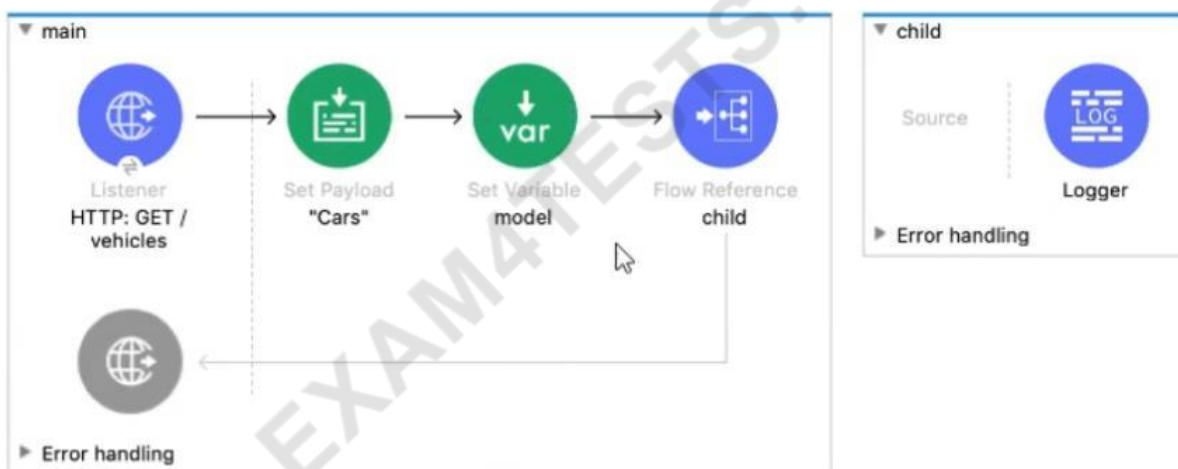 main
Listener
HTTP: GET /
vehicles
Set Payload
"Cars"
var
Set Variable
model
Flow Reference
child
Error handling
child
Source
LOG
Logger
Error handling
EXAM4TESTS.